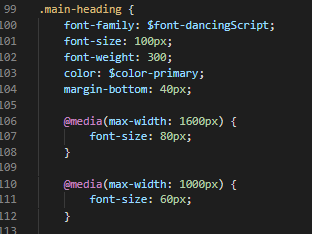 99 .main-heading {
100 font-family: $font-dancingScript;
101 font-size: 100px;
102 font-weight: 300;
103 color: $color-primary;
104 margin-bottom: 40px;
105
106 @media(max-width: 1600px) {
107 font-size: 80px;
108 }
109
110 @media(max-width: 1000px) {
111 font-size: 60px;
112 }
113